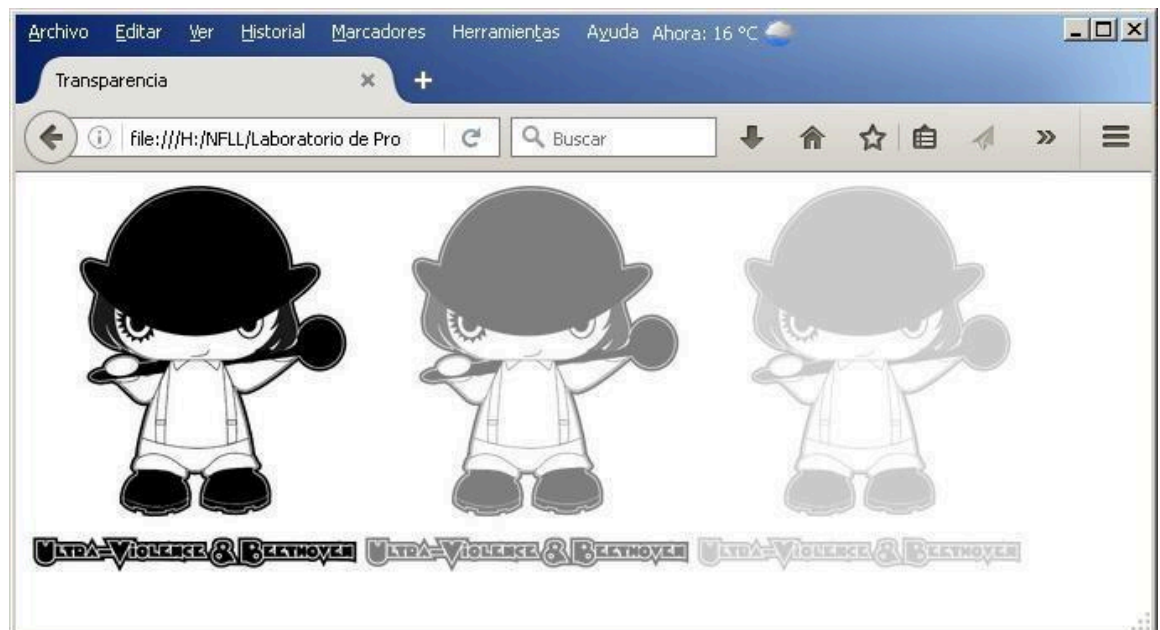 Archivo Editar Ver Historial Marcadores Herramientas Ayuda Ahora: 16 °C
Transparencia
file:///H:/NFLL/Laboratorio de Pro Buscar
ULTRA-VIOLENCE & BEETHOVEN ULTRA-VIOLENCE & BEETHOVEN ULTRA-VIOLENCE & BEETHOVEN